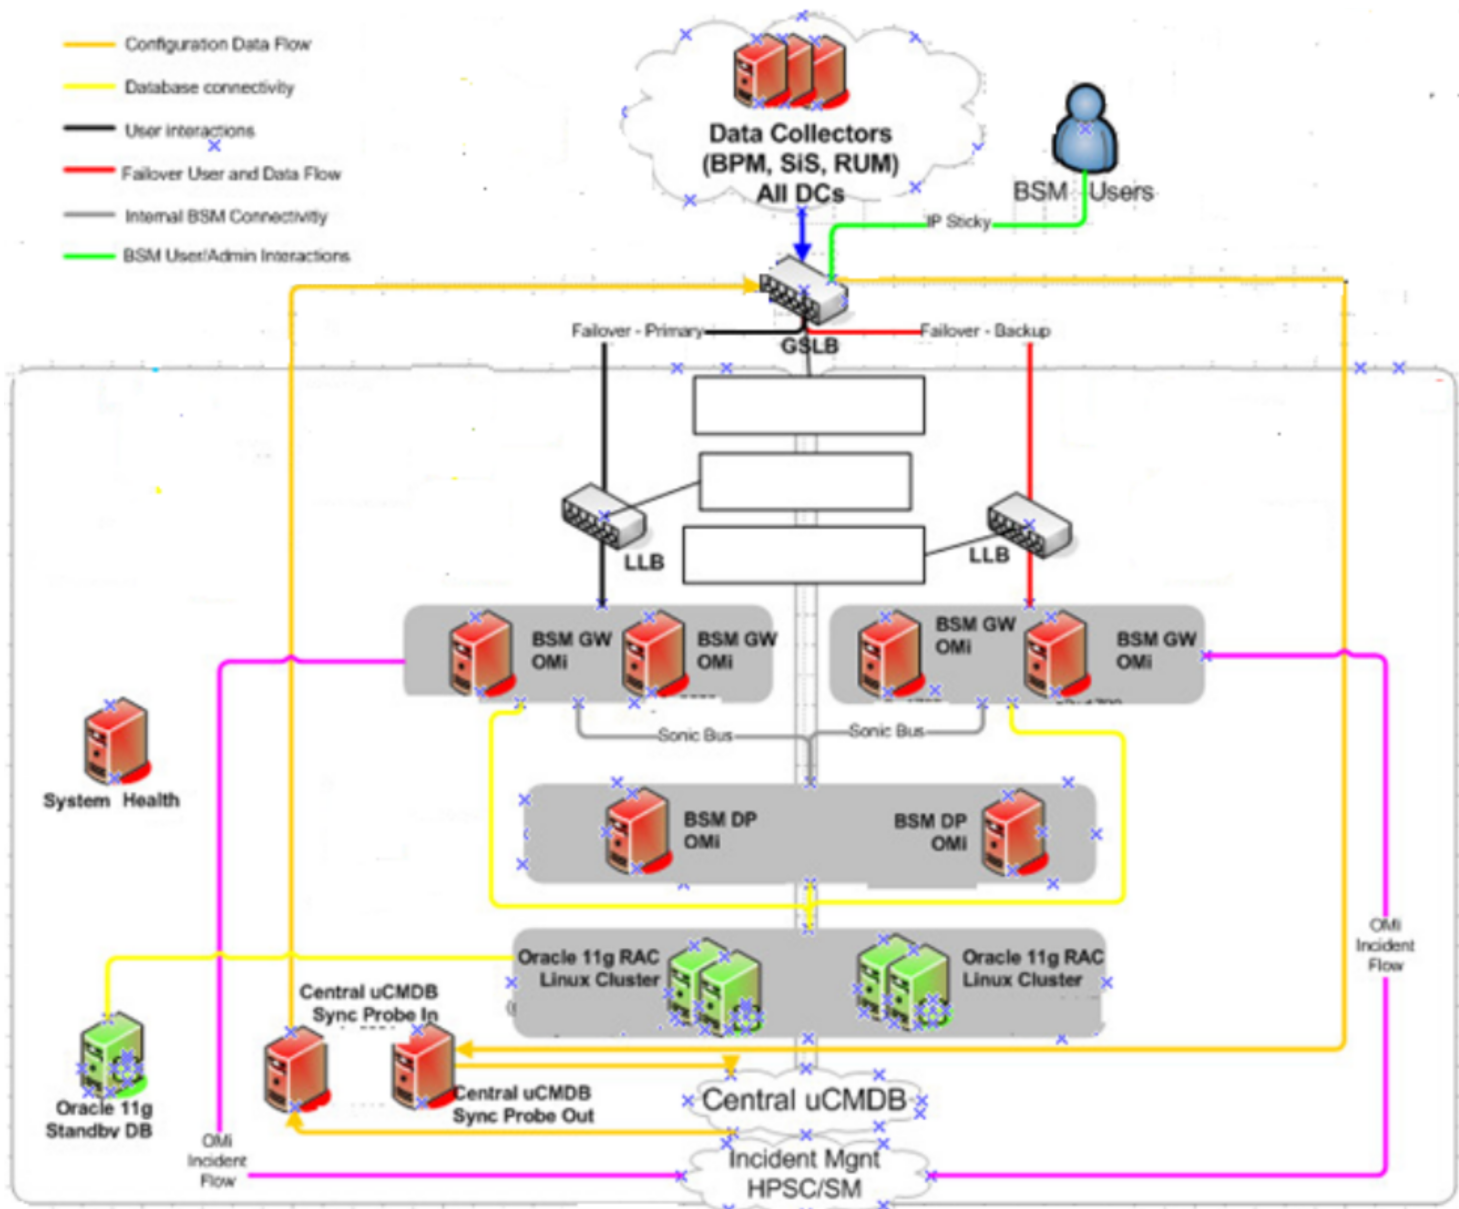 Configuration Data Flow
Database connectivity
User interactions
Failover User and Data Flow
Internal BSM Connectivitiy
BSM User/Admin Interactions
Data Collectors
(BPM, SiS, RUM)
All DCs
BSM Users
IP Sticky
Failover - Primary
Failover - Backup
GSLB
LLB
LLB
BSM GW
OMi
BSM GW
OMi
BSM GW
OMi
BSM GW
OMi
Sonic Bus
Sonic Bus
System Health
BSM DP
OMi
BSM DP
OMi
Oracle 11g RAC
Linux Cluster
Oracle 11g RAC
Linux Cluster
OMi
Incident
Flow
Central uCMDB
Sync Probe In
Central uCMDB
Sync Probe Out
Oracle 11g
Standby DB
Central uCMDB
OMi
Incident
Flow
Incident Mgnt
HPSC/SM